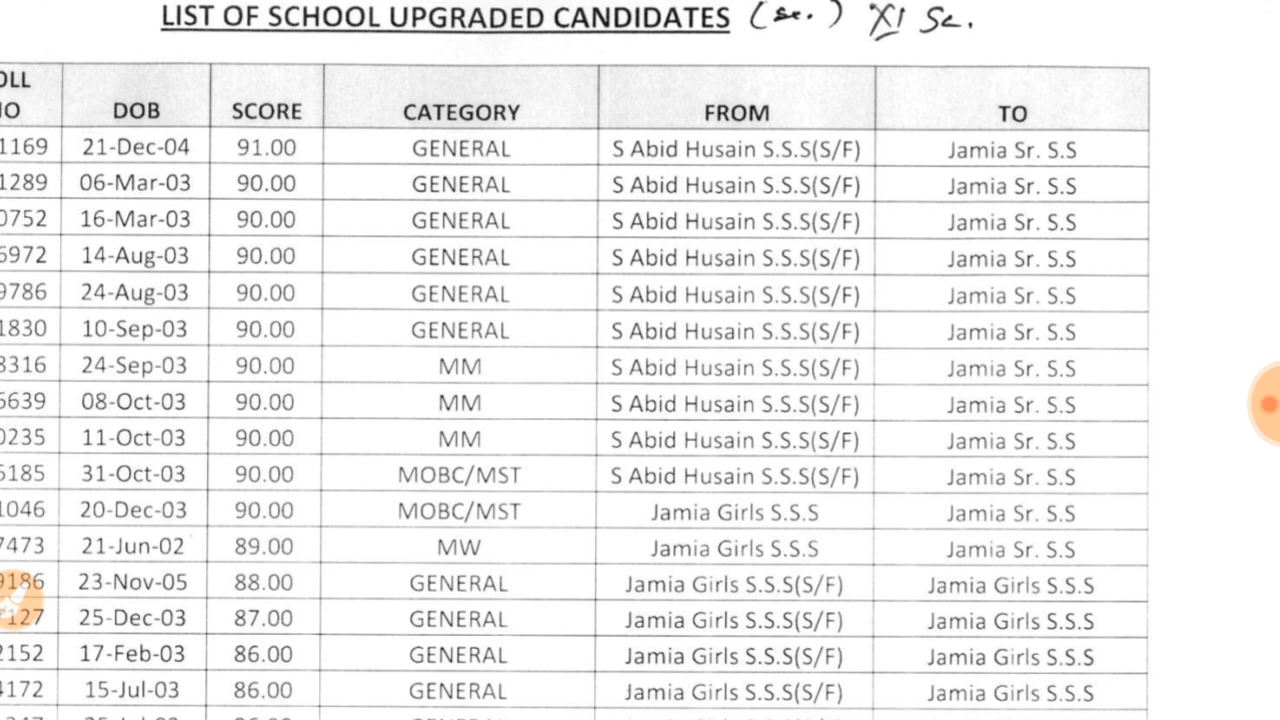 LIST OF SCHOOL UPGRADED CANDIDATES (sc.) XI Sc.
OLL NO DOB SCORE CATEGORY FROM TO
1169 21-Dec-04 91.00 GENERAL S Abid Husain S.S.S(S/F) Jamia Sr. S.S
1289 06-Mar-03 90.00 GENERAL S Abid Husain S.S.S(S/F) Jamia Sr. S.S
0752 16-Mar-03 90.00 GENERAL S Abid Husain S.S.S(S/F) Jamia Sr. S.S
6972 14-Aug-03 90.00 GENERAL S Abid Husain S.S.S(S/F) Jamia Sr. S.S
9786 24-Aug-03 90.00 GENERAL S Abid Husain S.S.S(S/F) Jamia Sr. S.S
1830 10-Sep-03 90.00 GENERAL S Abid Husain S.S.S(S/F) Jamia Sr. S.S
8316 24-Sep-03 90.00 MM S Abid Husain S.S.S(S/F) Jamia Sr. S.S
6639 08-Oct-03 90.00 MM S Abid Husain S.S.S(S/F) Jamia Sr. S.S
0235 11-Oct-03 90.00 MM S Abid Husain S.S.S(S/F) Jamia Sr. S.S
5185 31-Oct-03 90.00 MOBC/MST S Abid Husain S.S.S(S/F) Jamia Sr. S.S
1046 20-Dec-03 90.00 MOBC/MST Jamia Girls S.S.S Jamia Sr. S.S
7473 21-Jun-02 89.00 MW Jamia Girls S.S.S Jamia Sr. S.S
9186 23-Nov-05 88.00 GENERAL Jamia Girls S.S.S(S/F) Jamia Girls S.S.S
127 25-Dec-03 87.00 GENERAL Jamia Girls S.S.S(S/F) Jamia Girls S.S.S
2152 17-Feb-03 86.00 GENERAL Jamia Girls S.S.S(S/F) Jamia Girls S.S.S
4172 15-Jul-03 86.00 GENERAL Jamia Girls S.S.S(S/F) Jamia Girls S.S.S